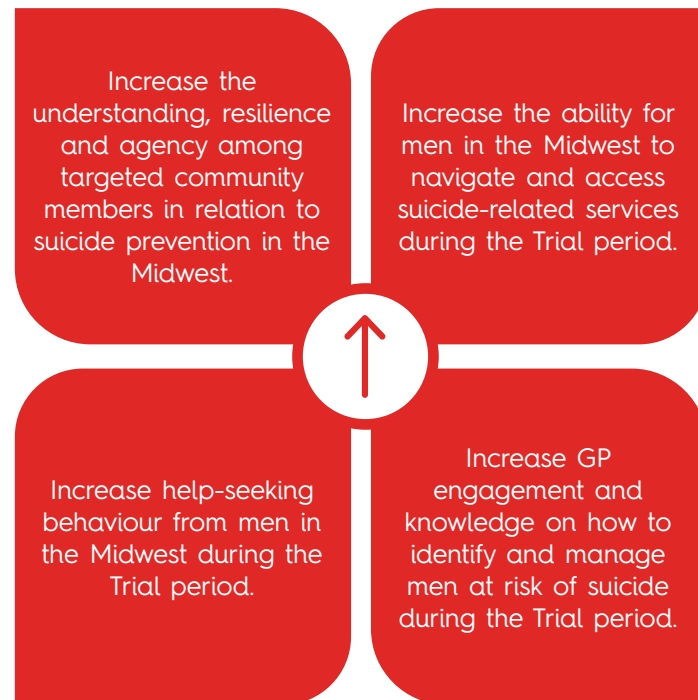 Increase the
understanding, resilience
and agency among
targeted community
members in relation to
suicide prevention in the
Midwest.
Increase the ability for
men in the Midwest to
navigate and access
suicide-related services
during the Trial period.
Increase help-seeking
behaviour from men in
the Midwest during the
Trial period.
Increase GP
engagement and
knowledge on how to
identify and manage
men at risk of suicide
during the Trial period.